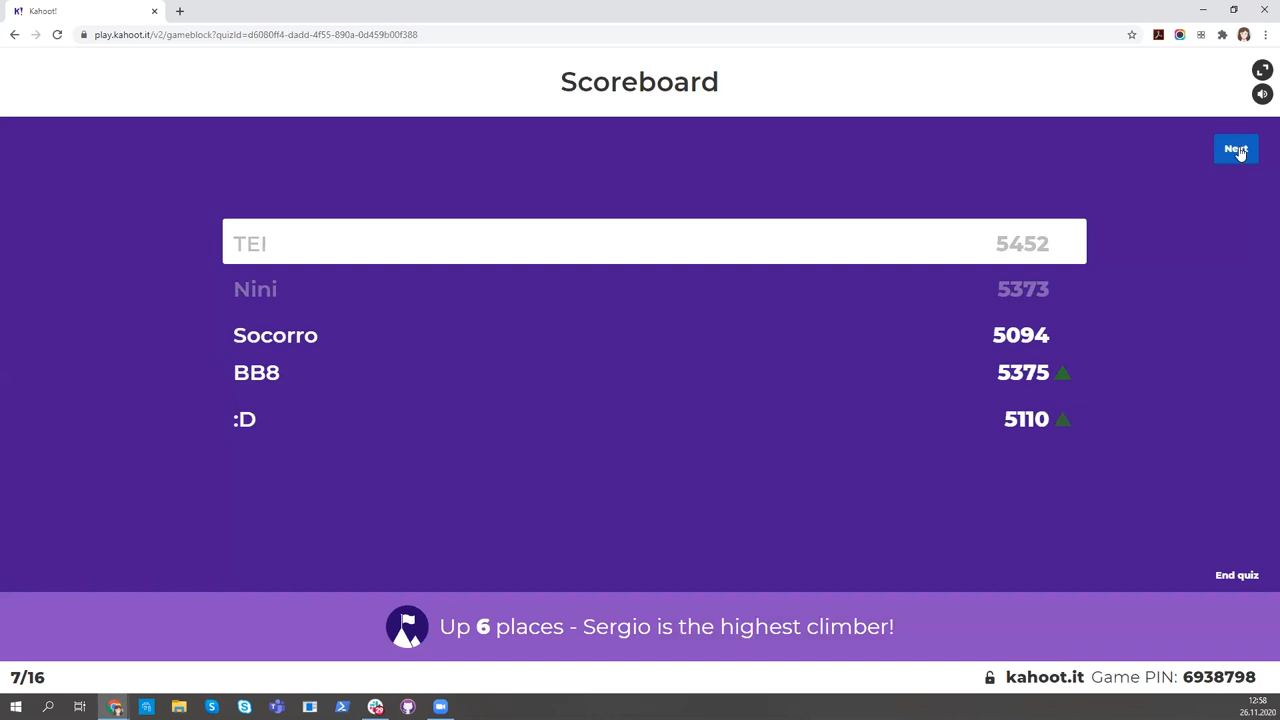 K! Kahoot!
play.kahoot.it/v2/gameblock?quizId=d6080ff4-dadd-4f55-890a-0d459b00f388
Scoreboard
Next
TEI 5452
Nini 5373
Socorro 5094
BB8 5375
:D 5110
End quiz
Up 6 places - Sergio is the highest climber!
7/16
kahoot.it Game PIN: 6938798
12:58
26.11.2020